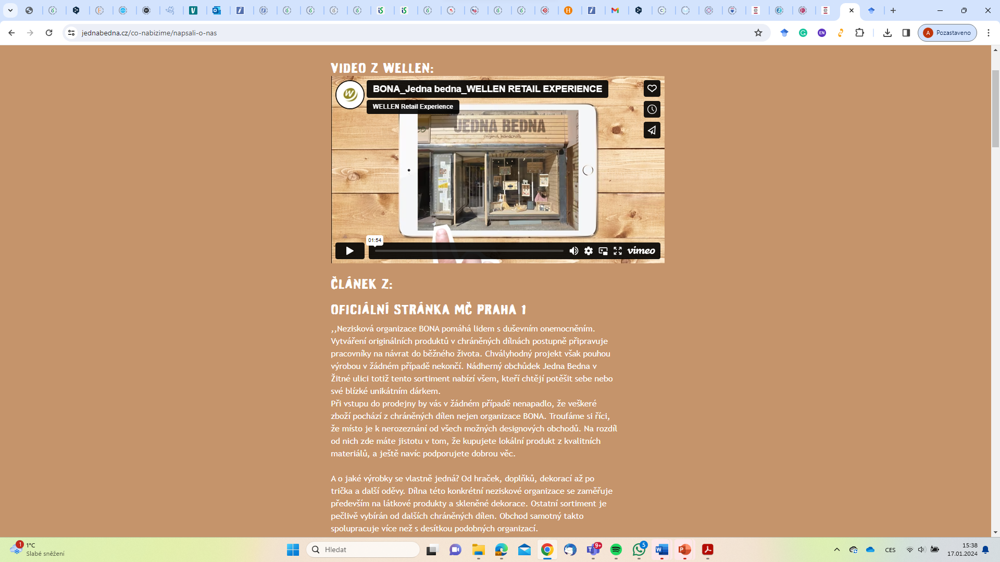 jednabedna.cz/co-nabizime/napsali-o-nas
Pozastaveno
VIDEO Z WELLEN:
BONA_Jedna bedna_WELLEN RETAIL EXPERIENCE
WELLEN Retail Experience
JEDNA BEDNA
Original handcraft
01:54
vimeo
ČLÁNEK Z:
OFICIÁLNÍ STRÁNKA MČ PRAHA 1
,,Nezisková organizace BONA pomáhá lidem s duševním onemocněním.
Vytváření originálních produktů v chráněných dílnách postupně připravuje
pracovníky na návrat do běžného života. Chvályhodný projekt však pouhou
výrobou v žádném případě nekončí. Nádherný obchůdek Jedna Bedna v
Žitné ulici totiž tento sortiment nabízí všem, kteří chtějí potěšit sebe nebo
své blízké unikátním dárkem.
Při vstupu do prodejny by vás v žádném případě nenapadlo, že veškeré
zboží pochází z chráněných dílen nejen organizace BONA. Troufáme si říci,
že místo je k nerozeznání od všech možných designových obchodů. Na rozdíl
od nich zde máte jistotu v tom, že kupujete lokální produkt z kvalitních
materiálů, a ještě navíc podporujete dobrou věc.
A o jaké výrobky se vlastně jedná? Od hraček, doplňků, dekorací až po
trička a další oděvy. Dílna této konkrétní neziskové organizace se zaměřuje
především na látkové produkty a skleněné dekorace. Ostatní sortiment je
pečlivě vybírán od dalších chráněných dílen. Obchod samotný takto
spolupracuje více než s desítkou podobných organizací.
1
1°C
Slabé sněžení
Hledat
9+
5
CES
15:38
17.01.2024